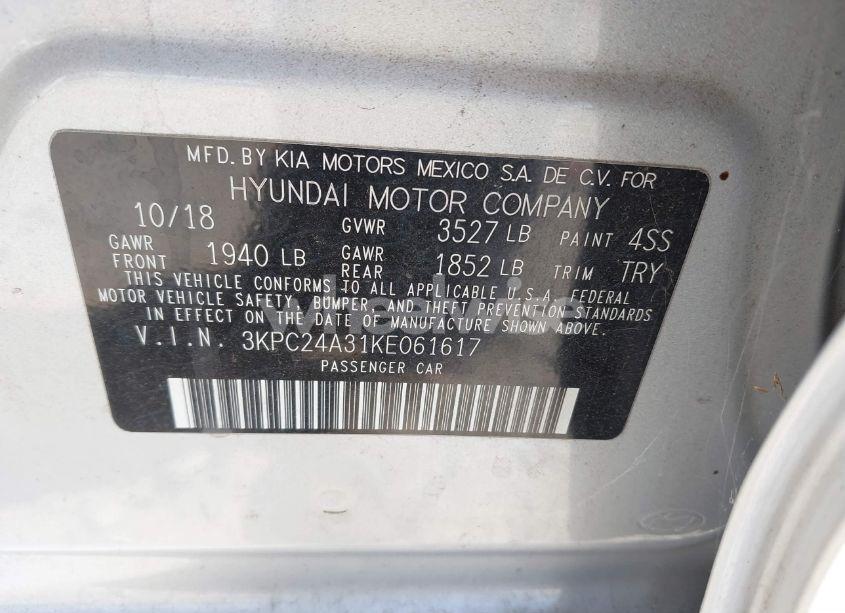 MFD. BY KIA MOTORS MEXICO S.A. DE C.V. FOR
HYUNDAI MOTOR COMPANY
10/18 GVWR 3527 LB PAINT 4SS
GAWR FRONT 1940 LB GAWR REAR 1852 LB TRIM TRY
THIS VEHICLE CONFORMS TO ALL APPLICABLE U.S.A. FEDERAL
MOTOR VEHICLE SAFETY, BUMPER, AND THEFT PREVENTION STANDARDS
IN EFFECT ON THE DATE OF MANUFACTURE SHOWN ABOVE.
V.I.N. 3KPC24A31KE061617
PASSENGER CAR